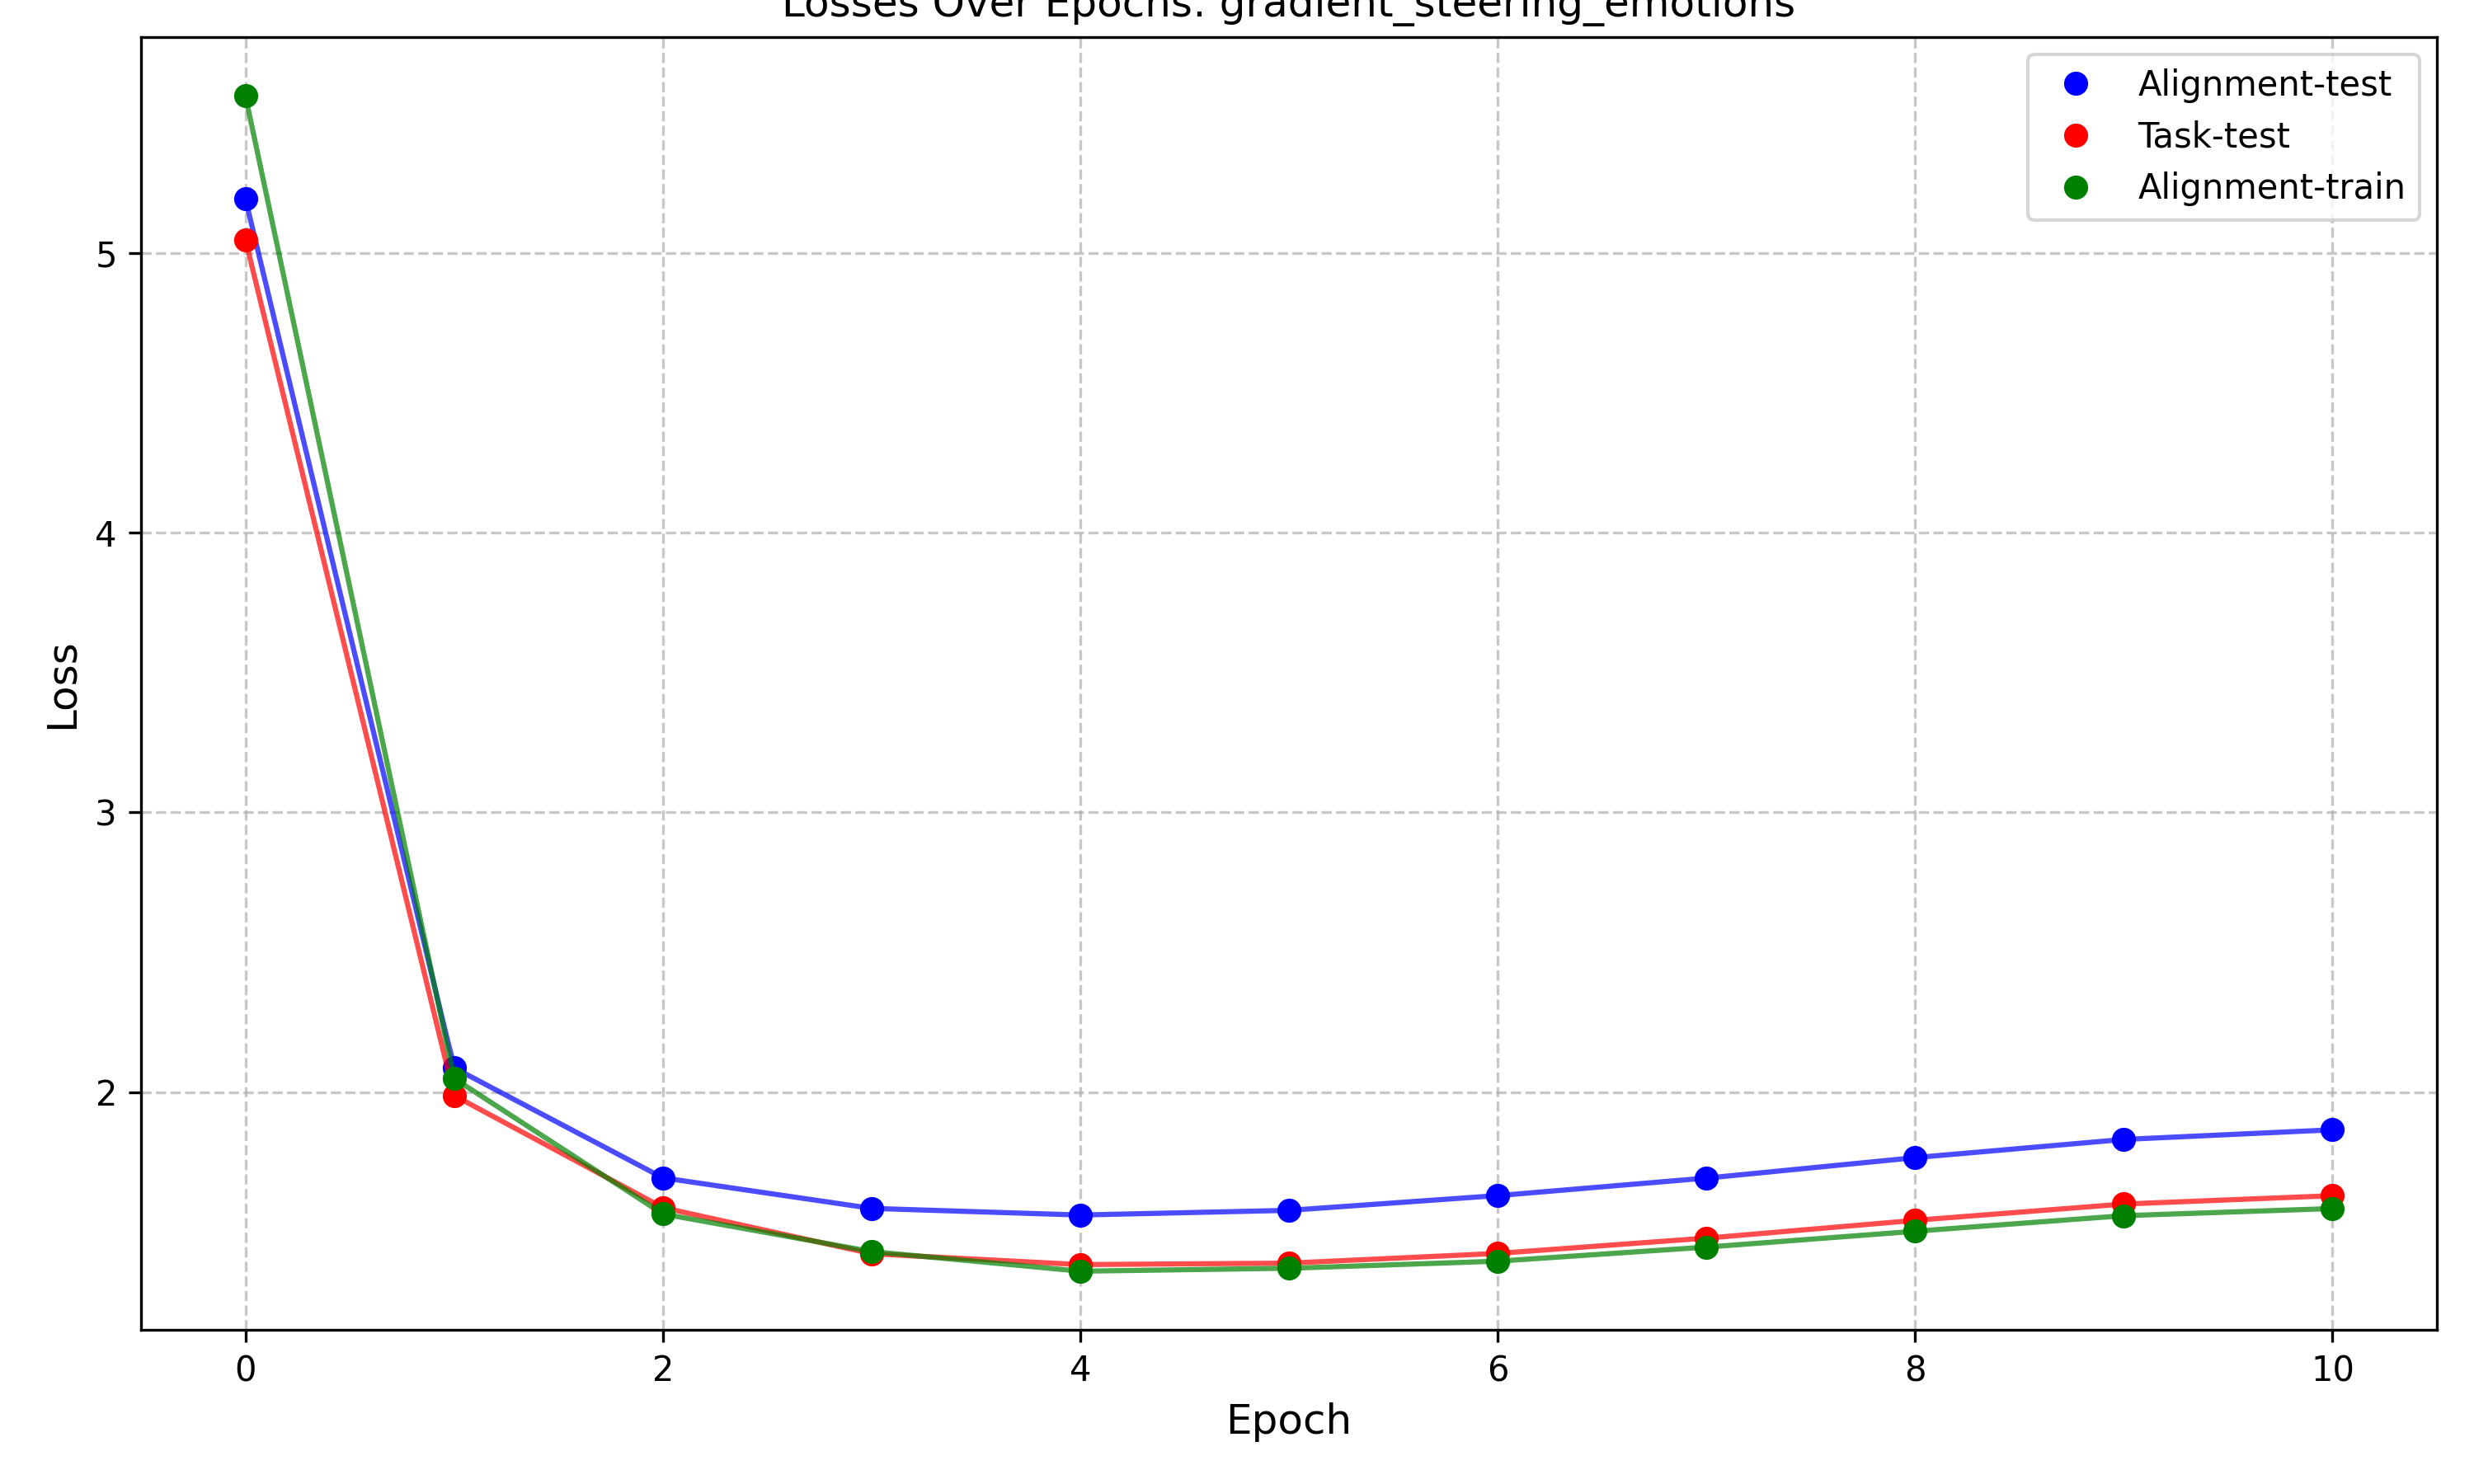 Losses Over Epochs: gradient_steering_emotions
Alignment-test
Task-test
Alignment-train
5
4
3
2
Loss
0 2 4 6 8 10
Epoch